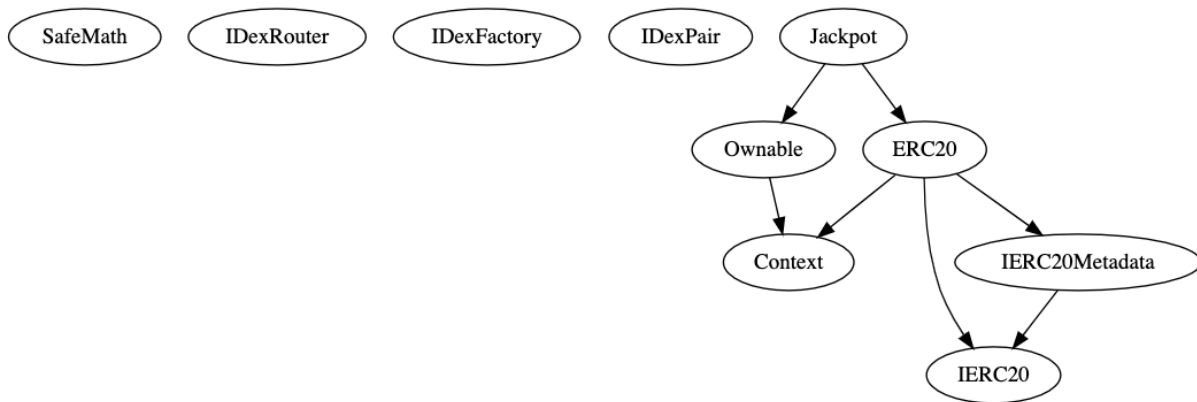 SafeMath
IDexRouter
IDexFactory
IDexPair
Jackpot
Ownable
ERC20
Context
IERC20Metadata
IERC20